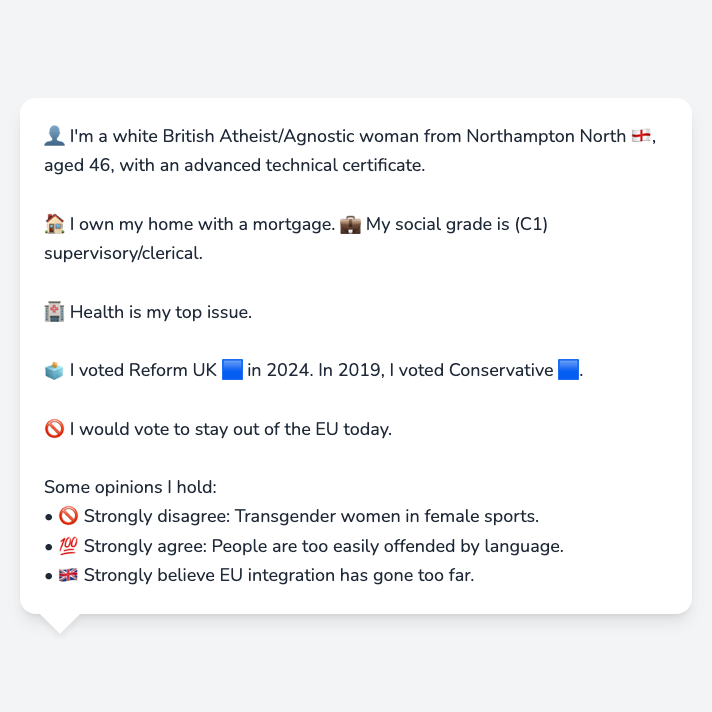 👤 I'm a white British Atheist/Agnostic woman from Northampton North 🏴󠁧󠁢󠁥󠁮󠁧󠁿,
aged 46, with an advanced technical certificate.
🏠 I own my home with a mortgage. 💼 My social grade is (C1)
supervisory/clerical.
🏥 Health is my top issue.
🗳️ I voted Reform UK 🟦 in 2024. In 2019, I voted Conservative 🟦.
🚫 I would vote to stay out of the EU today.
Some opinions I hold:
• 🚫 Strongly disagree: Transgender women in female sports.
• 💯 Strongly agree: People are too easily offended by language.
• 🇬🇧 Strongly believe EU integration has gone too far.